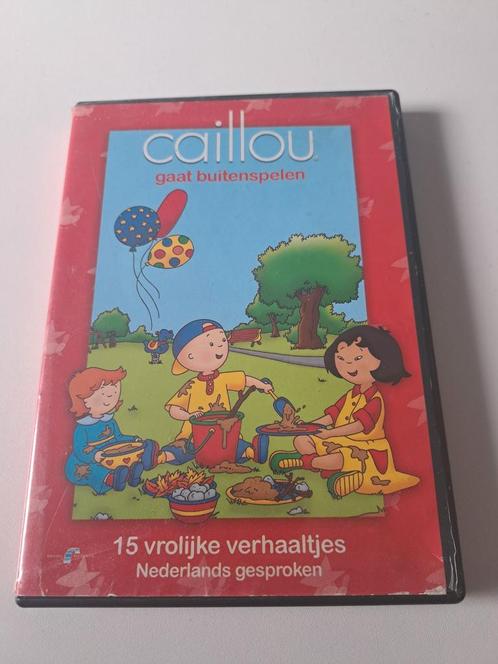 caillou
gaat buitenspelen
15 vrolijke verhaaltjes
Nederlands gesproken